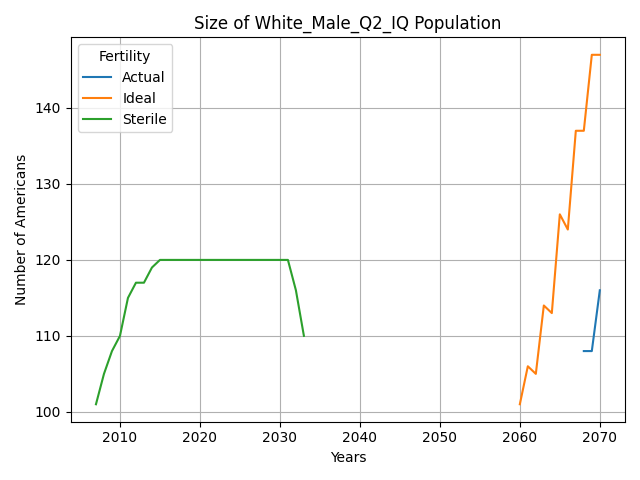 Size of White_Male_Q2_IQ Population
Fertility
Actual
Ideal
Sterile
Number of Americans
140
130
120
110
100
2010 2020 2030 2040 2050 2060 2070
Years